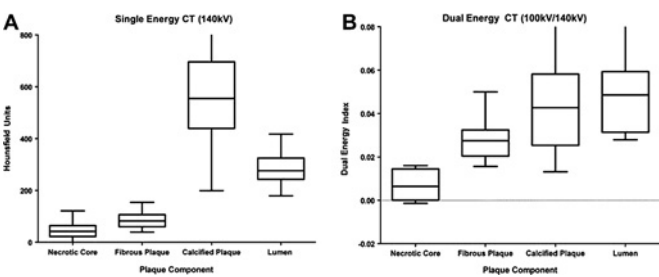 A
Single Energy CT (140kV)
Hounsfield Units
800
600
400
200
0
Necrotic Core Fibrous Plaque Calcified Plaque Lumen
Plaque Component
B
Dual Energy CT (100kV/140kV)
Dual Energy Index
0.08
0.06
0.04
0.02
0.00
-0.02
Necrotic Core Fibrous Plaque Calcified Plaque Lumen
Plaque Component